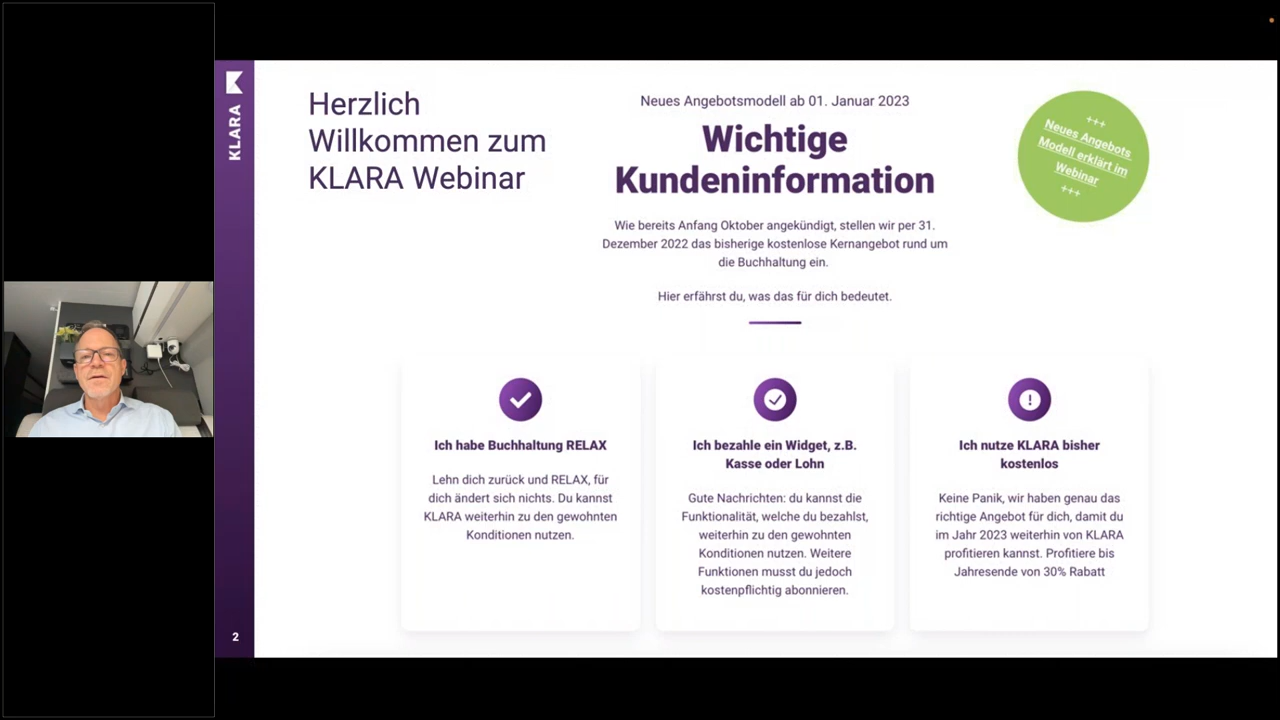 KLARA
Herzlich
Willkommen zum
KLARA Webinar
Neues Angebotsmodell ab 01. Januar 2023
Wichtige
Kundeninformation
Wie bereits Anfang Oktober angekündigt, stellen wir per 31.
Dezember 2022 das bisherige kostenlose Kernangebot rund um
die Buchhaltung ein.
Hier erfährst du, was das für dich bedeutet.
+++
Neues Angebots
Modell erklärt im
Webinar
+++
Ich habe Buchhaltung RELAX
Lehn dich zurück und RELAX, für
dich ändert sich nichts. Du kannst
KLARA weiterhin zu den gewohnten
Konditionen nutzen.
Ich bezahle ein Widget, z.B.
Kasse oder Lohn
Gute Nachrichten: du kannst die
Funktionalität, welche du bezahlst,
weiterhin zu den gewohnten
Konditionen nutzen. Weitere
Funktionen musst du jedoch
kostenpflichtig abonnieren.
Ich nutze KLARA bisher
kostenlos
Keine Panik, wir haben genau das
richtige Angebot für dich, damit du
im Jahr 2023 weiterhin von KLARA
profitieren kannst. Profitiere bis
Jahresende von 30% Rabatt
2